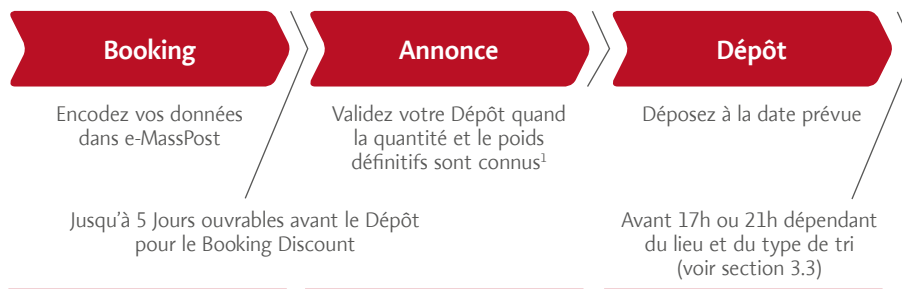 Booking
Annonce
Dépôt
Encodez vos données
dans e-MassPost
Validez votre Dépôt quand
la quantité et le poids
définitifs sont connus¹
Déposez à la date prévue
Jusqu'à 5 Jours ouvrables avant le Dépôt
pour le Booking Discount
Avant 17h ou 21h dépendant
du lieu et du type de tri
(voir section 3.3)